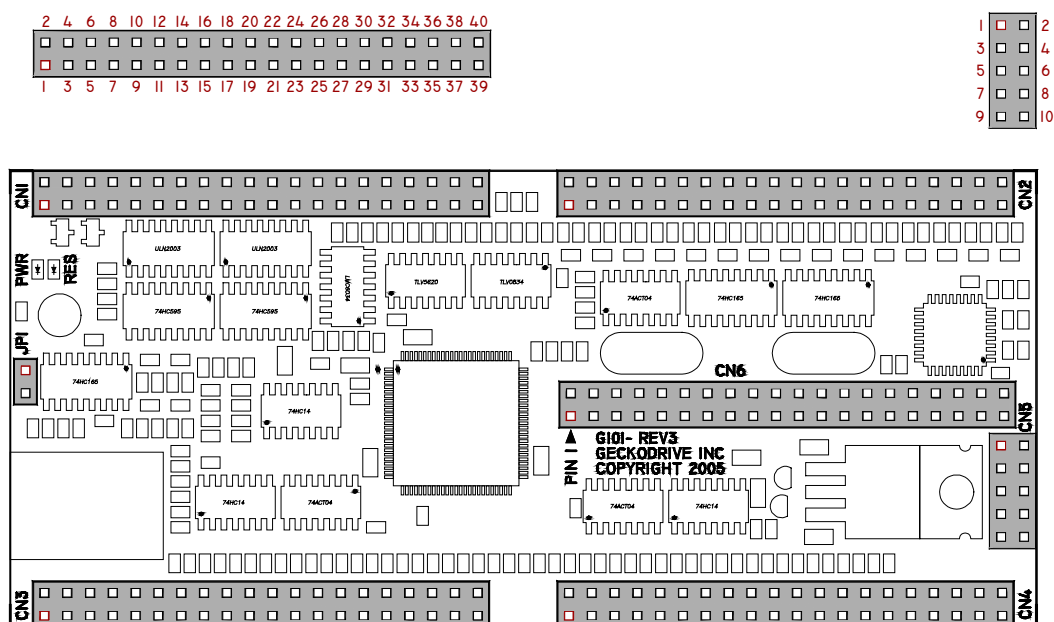 2 4 6 8 10 12 14 16 18 20 22 24 26 28 30 32 34 36 38 40
1 3 5 7 9 11 13 15 17 19 21 23 25 27 29 31 33 35 37 39
1 2
3 4
5 6
7 8
9 10
CN1
CN2
PWR
RES
ULN2003
ULN2003
LM6034
TLV5620
TLV0834
74HC595
74HC595
74ACT04
74HC165
74HC165
JP1
74HC165
74HC14
CN6
CN5
PIN 1
G101- REV3
GECKODRIVE INC
COPYRIGHT 2005
74HC14
74ACT04
74ACT04
74HC14
CN3
CN4